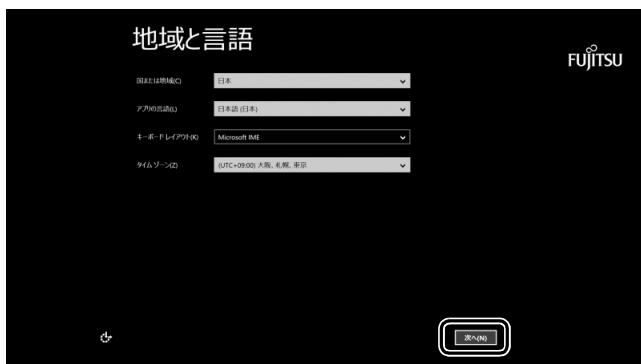 地域と言語
FUJITSU
国または地域(C)
日本
アプリの言語(L)
日本語 (日本)
キーボード レイアウト(K)
Microsoft IME
タイム ゾーン(Z)
(UTC+09:00) 大阪、札幌、東京
次へ(N)